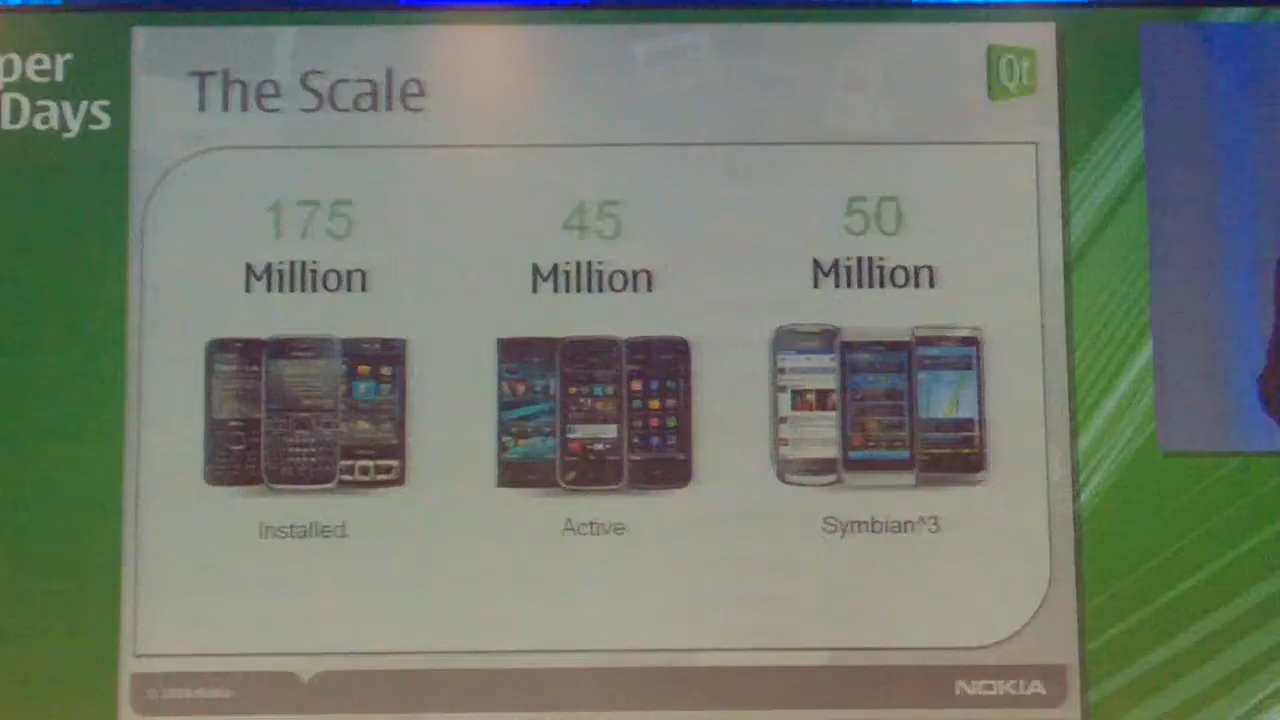 per
Days
The Scale
Qt
175
Million
45
Million
50
Million
Installed
Active
Symbian^3
NOKIA